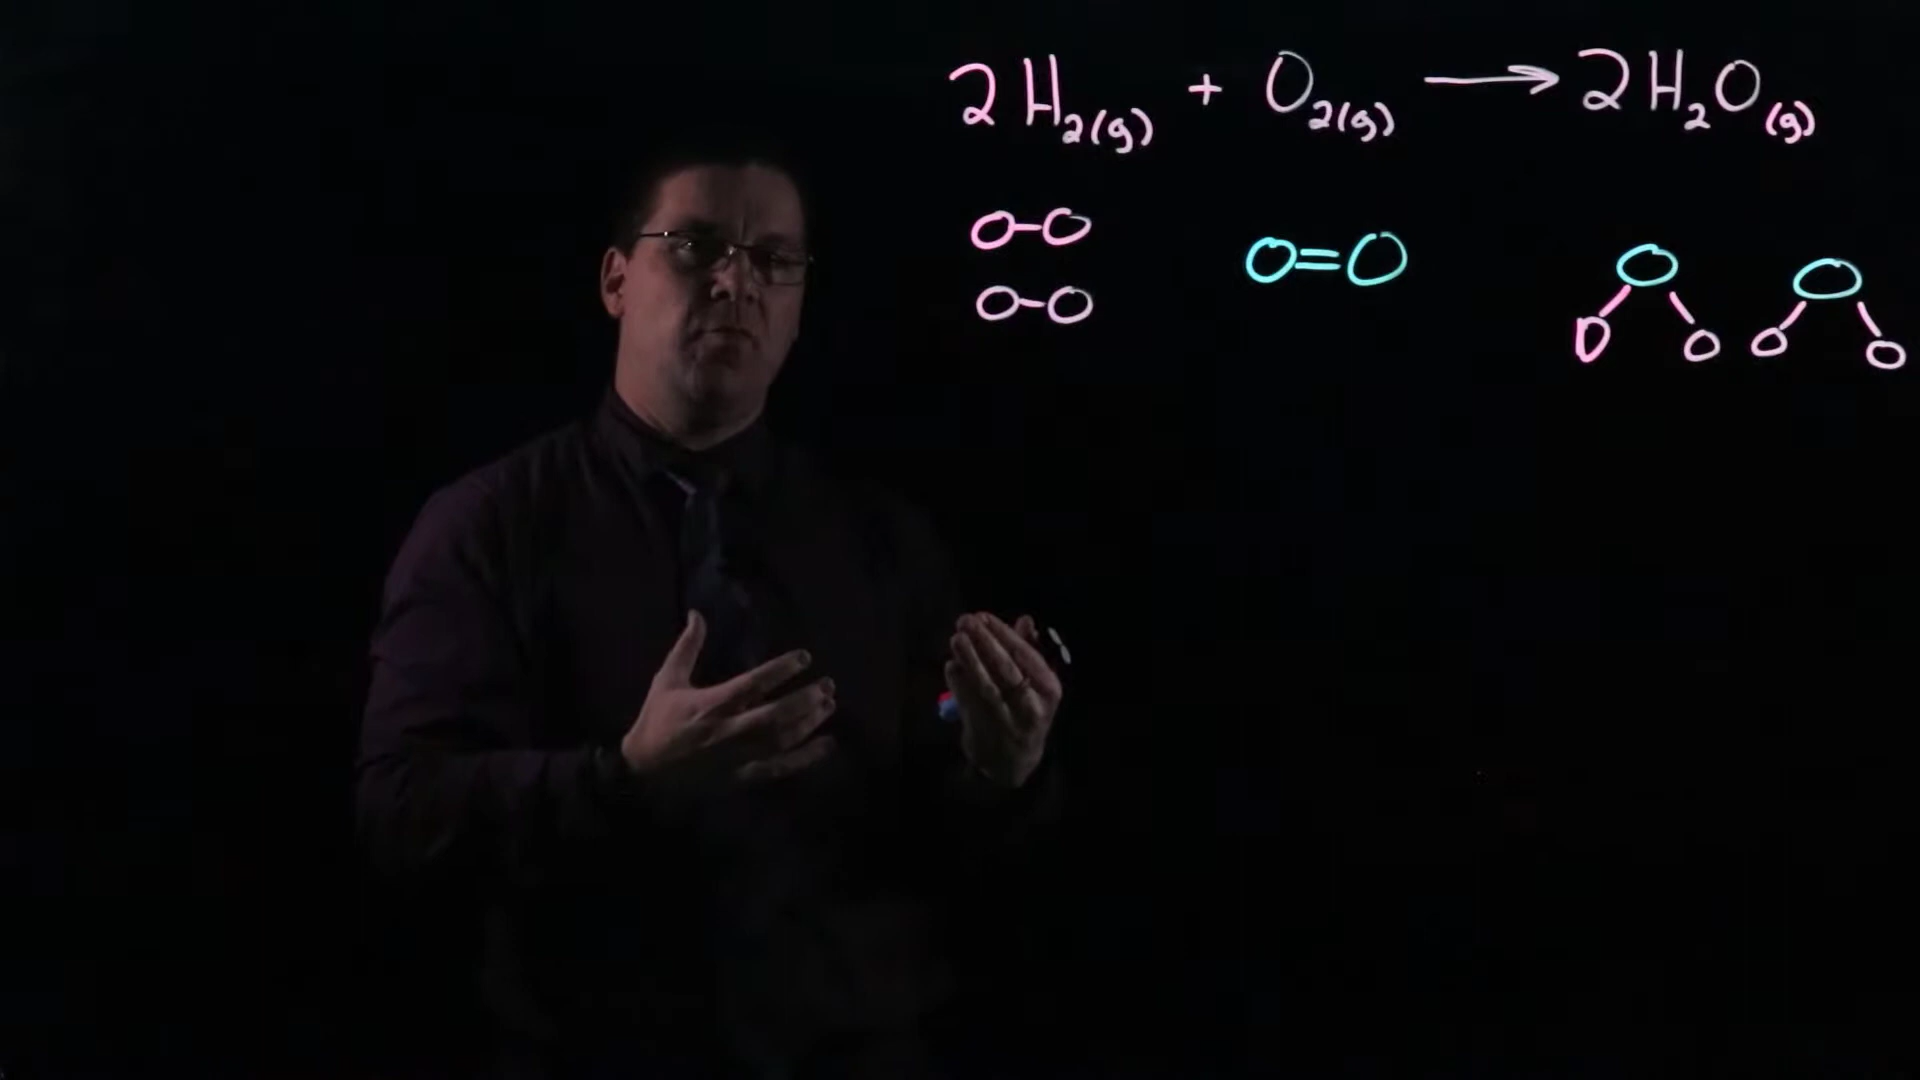 2H₂(g) + O₂(g) → 2H₂O(g)